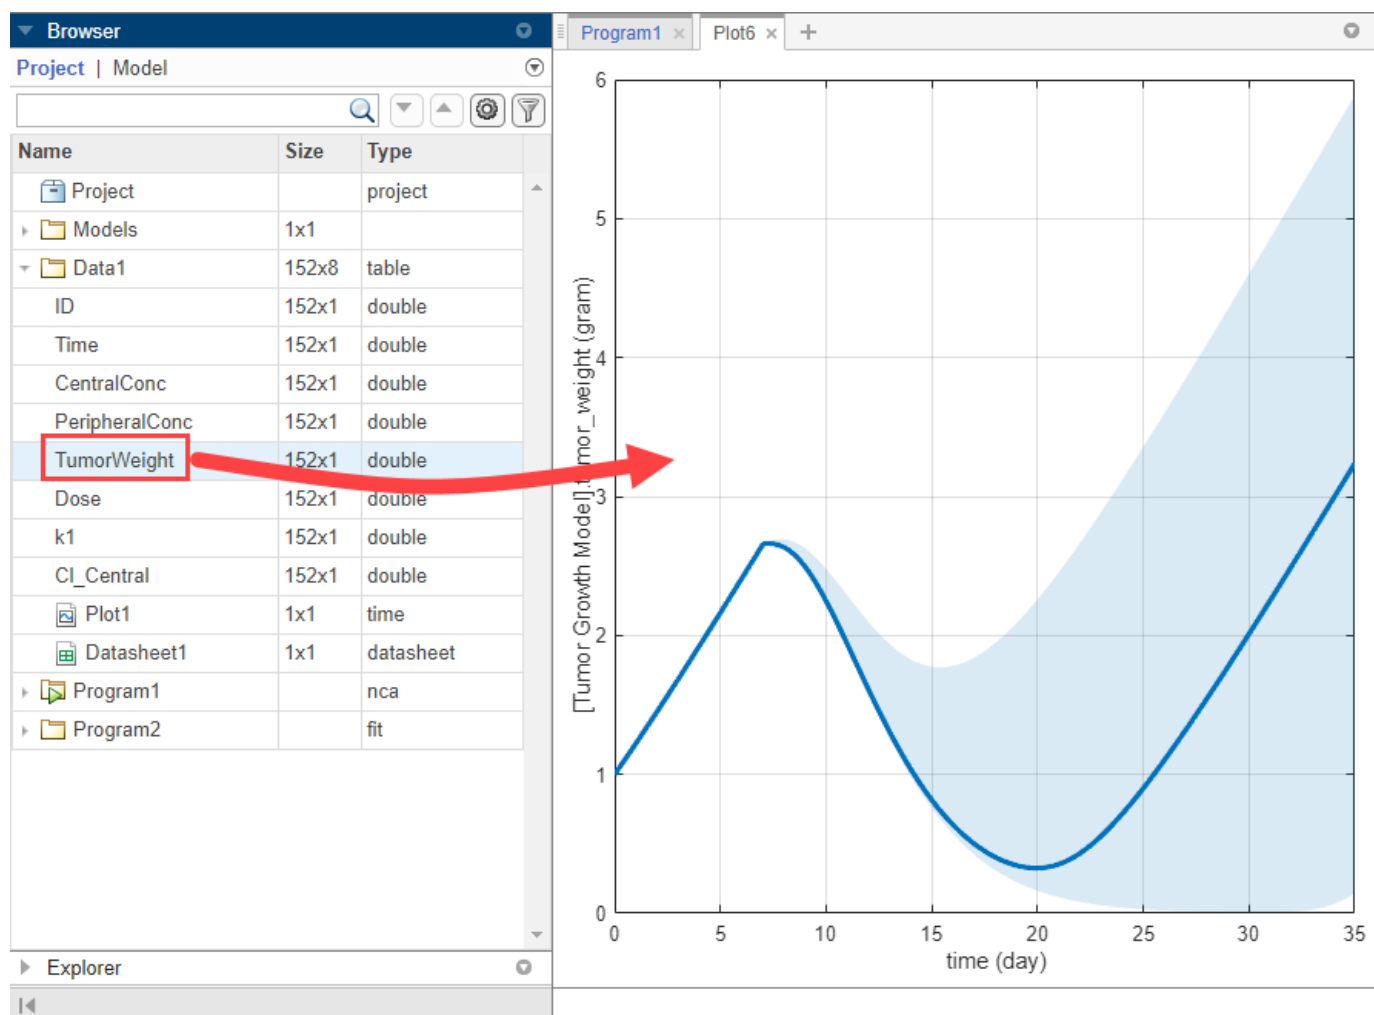 Browser
Project | Model
Name Size Type
Project project
Models 1x1
Data1 152x8 table
ID 152x1 double
Time 152x1 double
CentralConc 152x1 double
PeripheralConc 152x1 double
TumorWeight 152x1 double
Dose 152x1 double
k1 152x1 double
Cl_Central 152x1 double
Plot1 1x1 time
Datasheet1 1x1 datasheet
Program1 nca
Program2 fit
Explorer
Program1 × Plot6 × +
[Tumor Growth Model].tumor_weight (gram)
6
5
4
3
2
1
0
0 5 10 15 20 25 30 35
time (day)